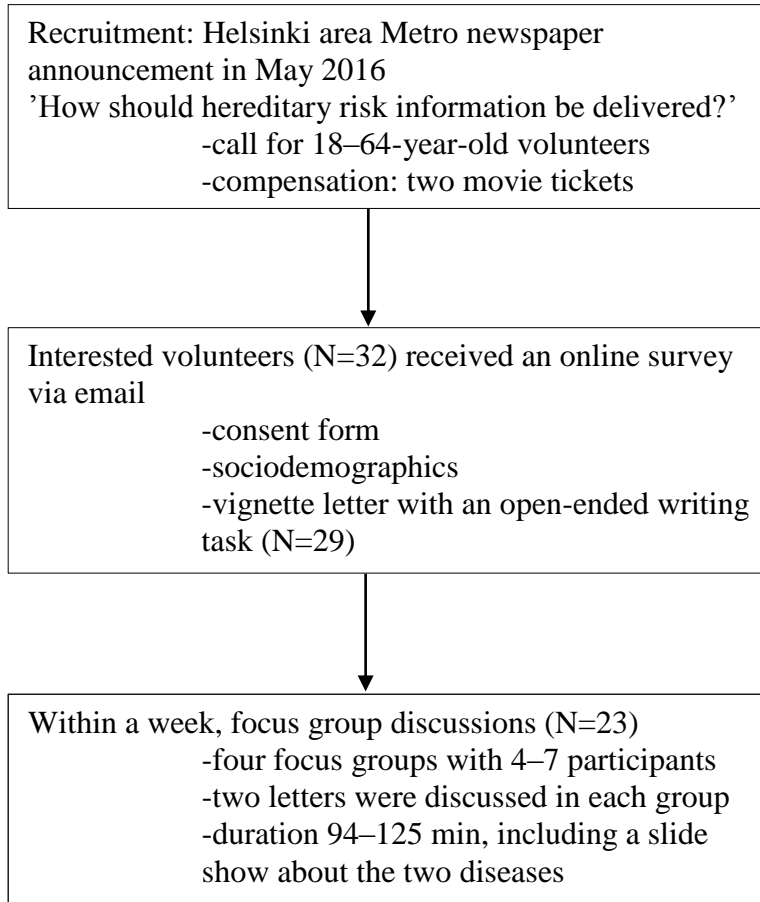 Recruitment: Helsinki area Metro newspaper
announcement in May 2016
’How should hereditary risk information be delivered?’
-call for 18–64-year-old volunteers
-compensation: two movie tickets
Interested volunteers (N=32) received an online survey
via email
-consent form
-sociodemographics
-vignette letter with an open-ended writing
task (N=29)
Within a week, focus group discussions (N=23)
-four focus groups with 4–7 participants
-two letters were discussed in each group
-duration 94–125 min, including a slide
show about the two diseases